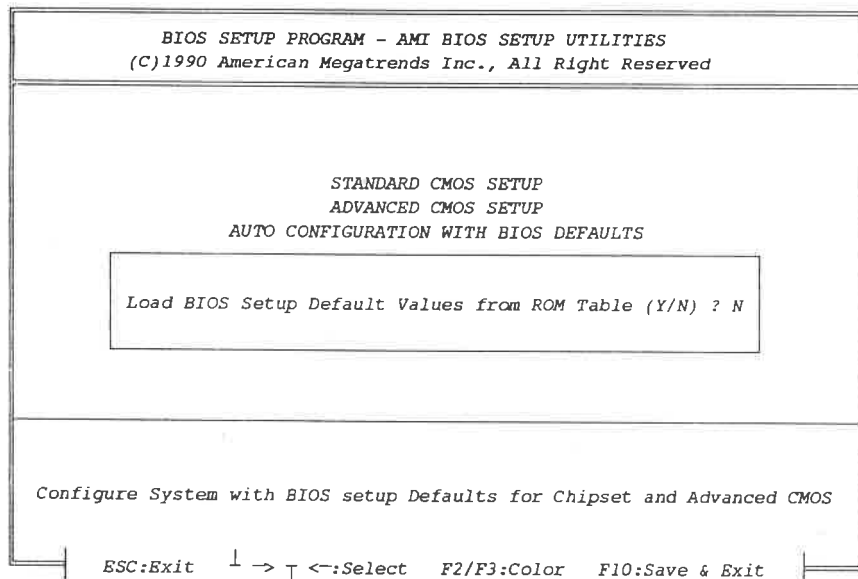 BIOS SETUP PROGRAM - AMI BIOS SETUP UTILITIES
(C)1990 American Megatrends Inc., All Right Reserved
STANDARD CMOS SETUP
ADVANCED CMOS SETUP
AUTO CONFIGURATION WITH BIOS DEFAULTS
Load BIOS Setup Default Values from ROM Table (Y/N) ? N
Configure System with BIOS setup Defaults for Chipset and Advanced CMOS
ESC:Exit ┴ → ┬ ←:Select F2/F3:Color F10:Save & Exit